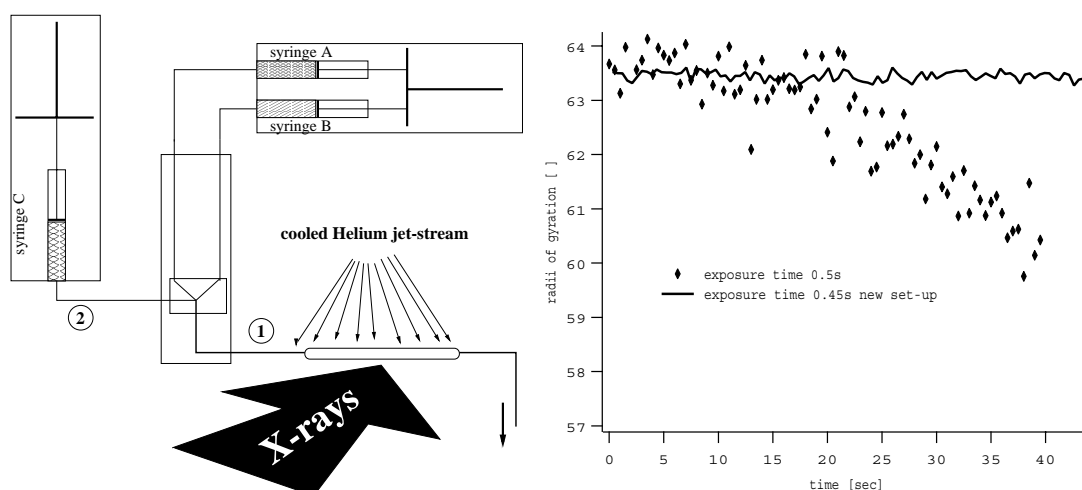 syringe A
syringe B
syringe C
cooled Helium jet-stream
2
1
X-rays
64
63
62
61
60
59
58
57
radii of gyration [ ]
exposure time 0.5s
exposure time 0.45s new set-up
0 5 10 15 20 25 30 35 40
time [sec]